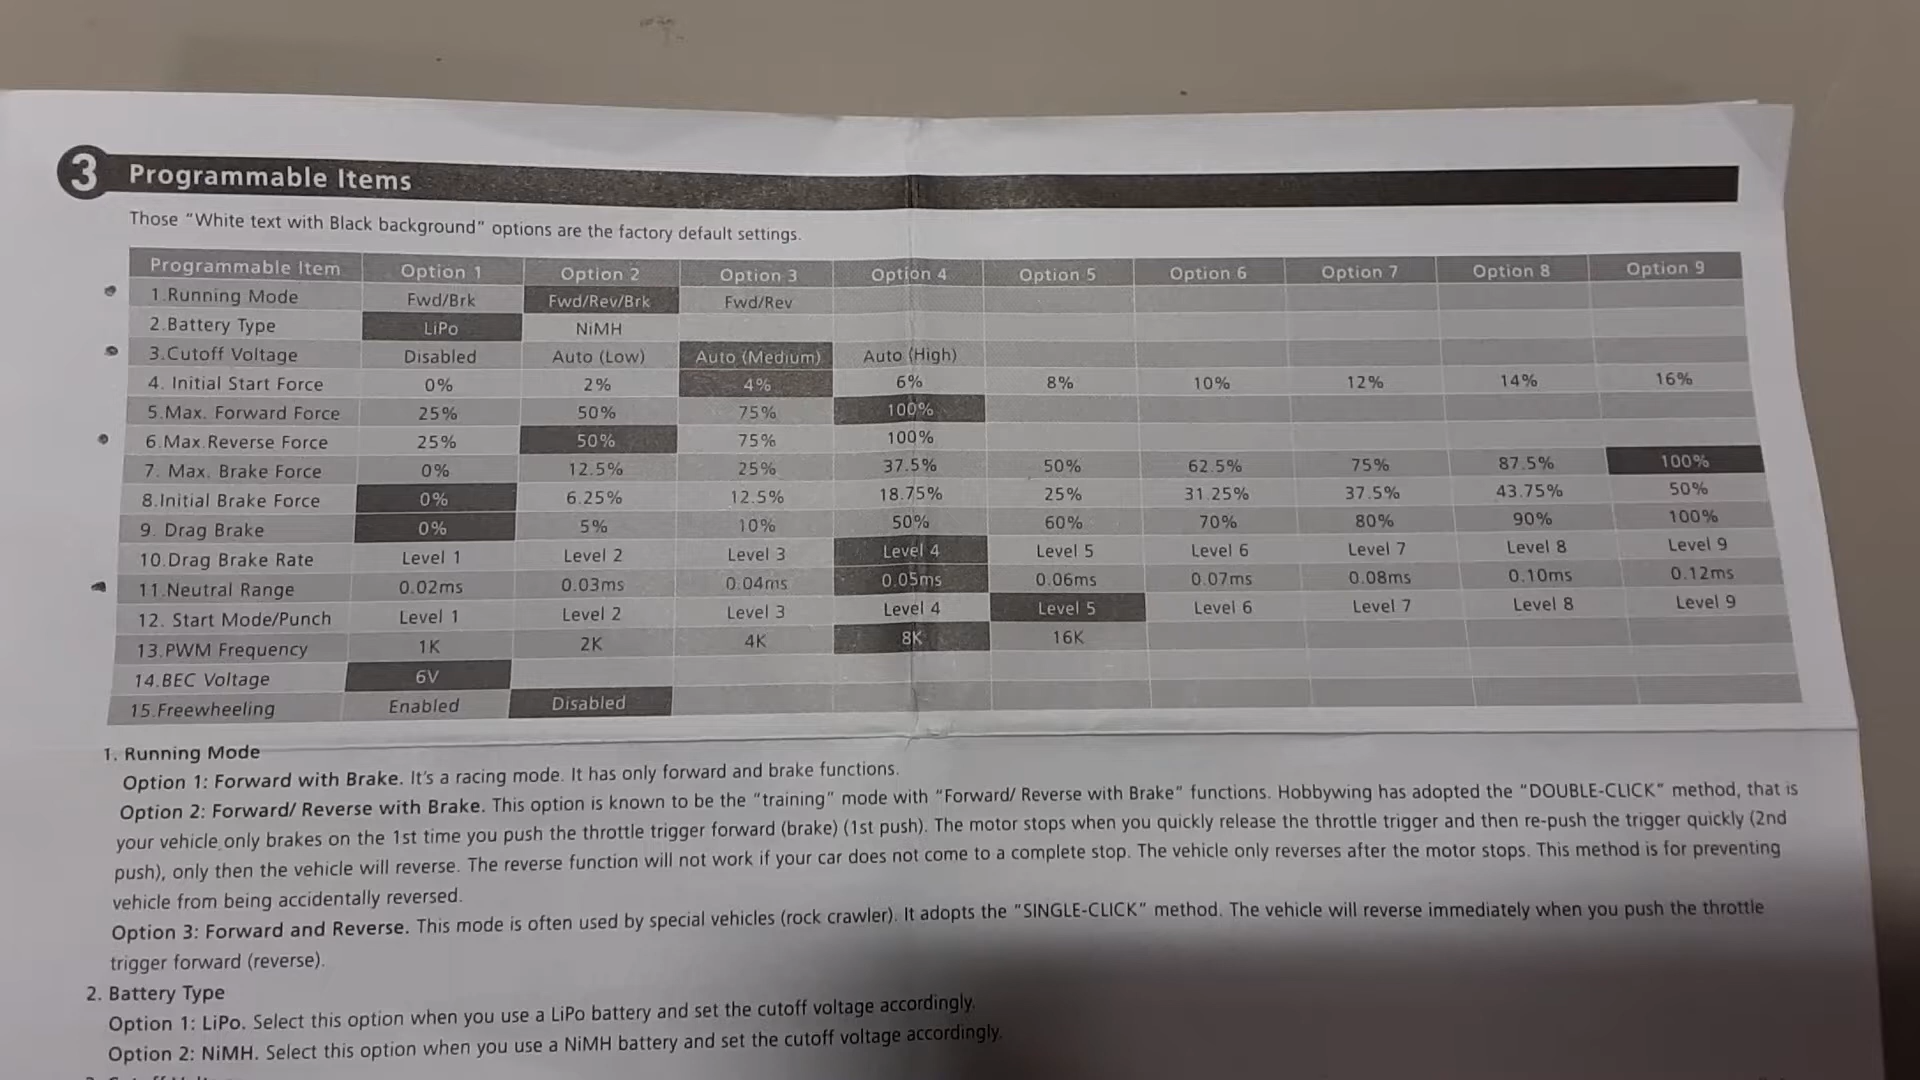 3 Programmable Items
Those "White text with Black background" options are the factory default settings.
Programmable Item Option 1 Option 2 Option 3 Option 4 Option 5 Option 6 Option 7 Option 8 Option 9
1.Running Mode Fwd/Brk Fwd/Rev/Brk Fwd/Rev
2.Battery Type LiPo NiMH
3.Cutoff Voltage Disabled Auto (Low) Auto (Medium) Auto (High)
4. Initial Start Force 0% 2% 4% 6% 8% 10% 12% 14% 16%
5.Max. Forward Force 25% 50% 75% 100%
6.Max.Reverse Force 25% 50% 75% 100%
7. Max. Brake Force 0% 12.5% 25% 37.5% 50% 62.5% 75% 87.5% 100%
8.Initial Brake Force 0% 6.25% 12.5% 18.75% 25% 31.25% 37.5% 43.75% 50%
9. Drag Brake 0% 5% 10% 50% 60% 70% 80% 90% 100%
10.Drag Brake Rate Level 1 Level 2 Level 3 Level 4 Level 5 Level 6 Level 7 Level 8 Level 9
11.Neutral Range 0.02ms 0.03ms 0.04ms 0.05ms 0.06ms 0.07ms 0.08ms 0.10ms 0.12ms
12. Start Mode/Punch Level 1 Level 2 Level 3 Level 4 Level 5 Level 6 Level 7 Level 8 Level 9
13.PWM Frequency 1K 2K 4K 8K 16K
14.BEC Voltage 6V
15.Freewheeling Enabled Disabled
1. Running Mode
Option 1: Forward with Brake. It's a racing mode. It has only forward and brake functions.
Option 2: Forward/ Reverse with Brake. This option is known to be the "training" mode with "Forward/ Reverse with Brake" functions. Hobbywing has adopted the "DOUBLE-CLICK" method, that is
your vehicle only brakes on the 1st time you push the throttle trigger forward (brake) (1st push). The motor stops when you quickly release the throttle trigger and then re-push the trigger quickly (2nd
push), only then the vehicle will reverse. The reverse function will not work if your car does not come to a complete stop. The vehicle only reverses after the motor stops. This method is for preventing
vehicle from being accidentally reversed.
Option 3: Forward and Reverse. This mode is often used by special vehicles (rock crawler). It adopts the "SINGLE-CLICK" method. The vehicle will reverse immediately when you push the throttle
trigger forward (reverse).
2. Battery Type
Option 1: LiPo. Select this option when you use a LiPo battery and set the cutoff voltage accordingly.
Option 2: NiMH. Select this option when you use a NiMH battery and set the cutoff voltage accordingly.